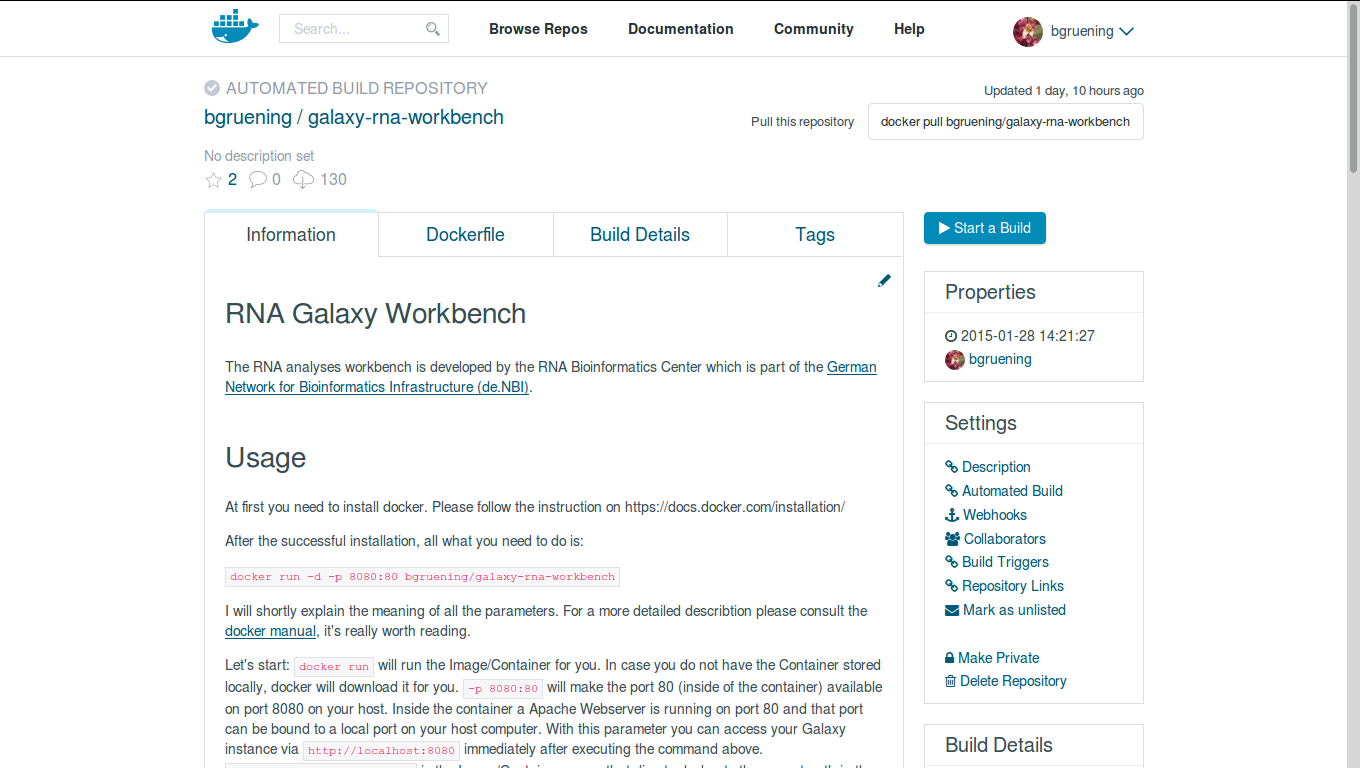 Search...
Browse Repos
Documentation
Community
Help
bgruening
AUTOMATED BUILD REPOSITORY
Updated 1 day, 10 hours ago
bgruening / galaxy-rna-workbench
Pull this repository
docker pull bgruening/galaxy-rna-workbench
No description set
2 0 130
Information
Dockerfile
Build Details
Tags
RNA Galaxy Workbench
The RNA analyses workbench is developed by the RNA Bioinformatics Center which is part of the German
Network for Bioinformatics Infrastructure (de.NBI).
Usage
At first you need to install docker. Please follow the instruction on https://docs.docker.com/installation/
After the successful installation, all what you need to do is:
docker run -d -p 8080:80 bgruening/galaxy-rna-workbench
I will shortly explain the meaning of all the parameters. For a more detailed describtion please consult the
docker manual, it's really worth reading.
Let's start: docker run will run the Image/Container for you. In case you do not have the Container stored
locally, docker will download it for you. -p 8080:80 will make the port 80 (inside of the container) available
on port 8080 on your host. Inside the container a Apache Webserver is running on port 80 and that port
can be bound to a local port on your host computer. With this parameter you can access your Galaxy
instance via http://localhost:8080 immediately after executing the command above.
Start a Build
Properties
2015-01-28 14:21:27
bgruening
Settings
Description
Automated Build
Webhooks
Collaborators
Build Triggers
Repository Links
Mark as unlisted
Make Private
Delete Repository
Build Details